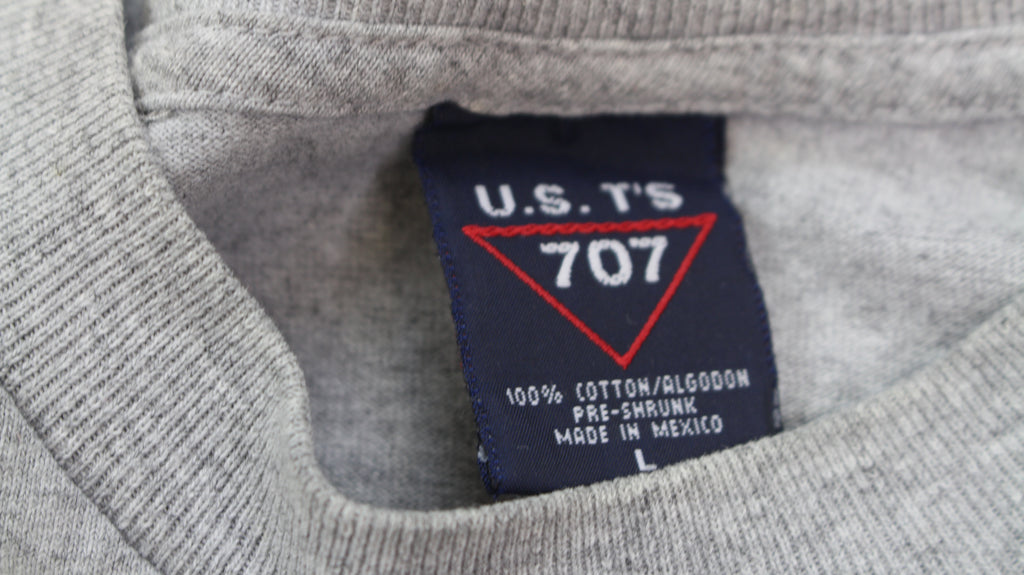 U.S. T'S
707
100% COTTON/ALGODON
PRE-SHRUNK
MADE IN MEXICO
L